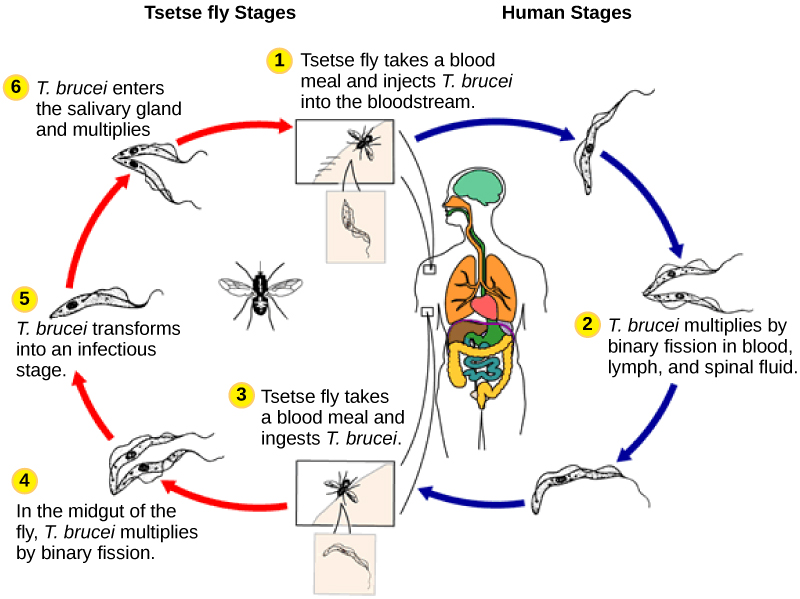 Tsetse fly Stages
Human Stages
1
Tsetse fly takes a blood
meal and injects T. brucei
into the bloodstream.
2
T. brucei multiplies by
binary fission in blood,
lymph, and spinal fluid.
3
Tsetse fly takes
a blood meal and
ingests T. brucei.
4
In the midgut of the
fly, T. brucei multiplies
by binary fission.
5
T. brucei transforms
into an infectious
stage.
6
T. brucei enters
the salivary gland
and multiplies